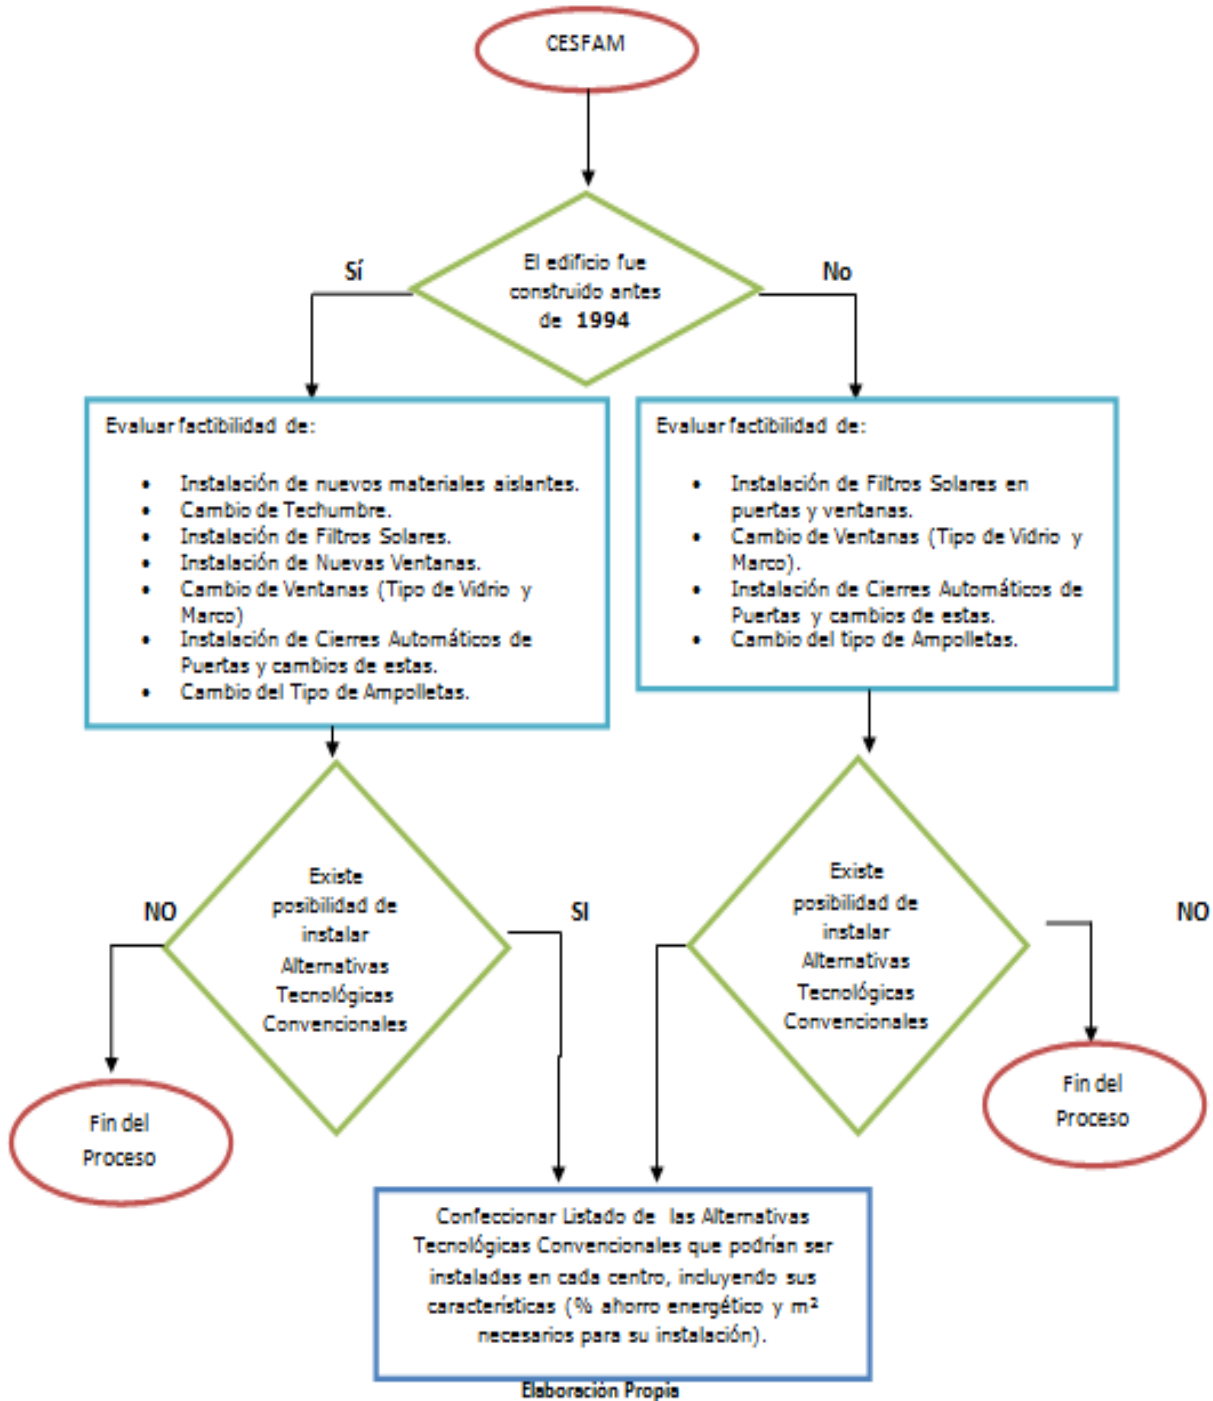 CESFAM
El edificio fue
construido antes
de 1994
Sí
No
Evaluar factibilidad de:
• Instalación de nuevos materiales aislantes.
• Cambio de Techumbre.
• Instalación de Filtros Solares.
• Instalación de Nuevas Ventanas.
• Cambio de Ventanas (Tipo de Vidrio y
Marco)
• Instalación de Cierres Automáticos de
Puertas y cambios de estas.
• Cambio del Tipo de Ampolletas.
Evaluar factibilidad de:
• Instalación de Filtros Solares en
puertas y ventanas.
• Cambio de Ventanas (Tipo de Vidrio y
Marco).
• Instalación de Cierres Automáticos de
Puertas y cambios de estas.
• Cambio del tipo de Ampolletas.
NO
Existe
posibilidad de
instalar
Alternativas
Tecnológicas
Convencionales
SI
Existe
posibilidad de
instalar
Alternativas
Tecnológicas
Convencionales
NO
Fin del
Proceso
Fin del
Proceso
Confeccionar Listado de las Alternativas
Tecnológicas Convencionales que podrían ser
instaladas en cada centro, incluyendo sus
características (% ahorro energético y m²
necesarios para su instalación).
Elaboración Propia